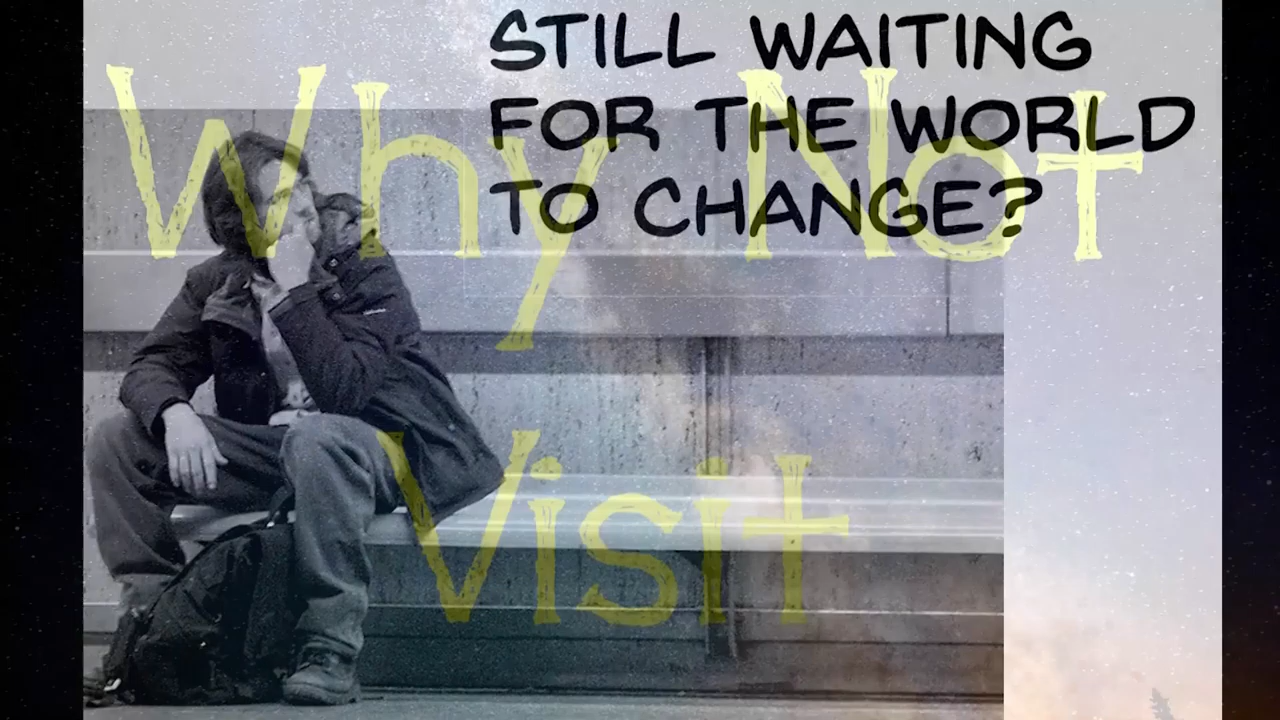 STILL WAITING
FOR THE WORLD
TO CHANGE?
Why Not
Visit